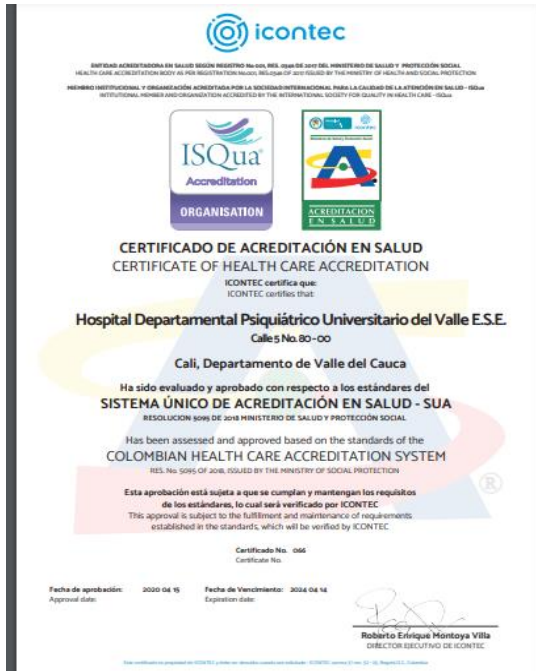 icontec
ENTIDAD ACREDITADORA EN SALUD SEGÚN REGISTRO No 001, RES. 0346 DE 2017 DEL MINISTERIO DE SALUD Y PROTECCIÓN SOCIAL
HEALTH CARE ACCREDITATION BODY AS PER REGISTRATION No.001, RES.0346 OF 2017 ISSUED BY THE MINISTRY OF HEALTH AND SOCIAL PROTECTION
MIEMBRO INSTITUCIONAL Y ORGANIZACIÓN ACREDITADA POR LA SOCIEDAD INTERNACIONAL PARA LA CALIDAD DE LA ATENCIÓN EN SALUD - ISQua
INTITUTIONAL MEMBER AND ORGANIZATION ACCREDITED BY THE INTERNATIONAL SOCIETY FOR QUALITY IN HEALTH CARE - ISQua
ISQua
Accreditation
ORGANISATION
ACREDITACION
EN SALUD
CERTIFICADO DE ACREDITACIÓN EN SALUD
CERTIFICATE OF HEALTH CARE ACCREDITATION
ICONTEC certifica que:
ICONTEC certifies that:
Hospital Departamental Psiquiátrico Universitario del Valle E.S.E.
Calle 5 No. 80-00
Cali, Departamento de Valle del Cauca
Ha sido evaluado y aprobado con respecto a los estándares del
SISTEMA ÚNICO DE ACREDITACIÓN EN SALUD - SUA
RESOLUCION 5095 DE 2018 MINISTERIO DE SALUD Y PROTECCIÓN SOCIAL
Has been assessed and approved based on the standards of the
COLOMBIAN HEALTH CARE ACCREDITATION SYSTEM
RES. No. 5095 OF 2018, ISSUED BY THE MINISTRY OF SOCIAL PROTECTION
®
Esta aprobación está sujeta a que se cumplan y mantengan los requisitos
de los estándares, lo cual será verificado por ICONTEC
This approval is subject to the fulfillment and maintenance of requirements
established in the standards, which will be verified by ICONTEC
Certificado No. 066
Certificate No.
Fecha de aprobación: 2020 04 15 Fecha de Vencimiento: 2024 04 14
Approval date: Expiration date:
Roberto Enrique Montoya Villa
DIRECTOR EJECUTIVO DE ICONTEC